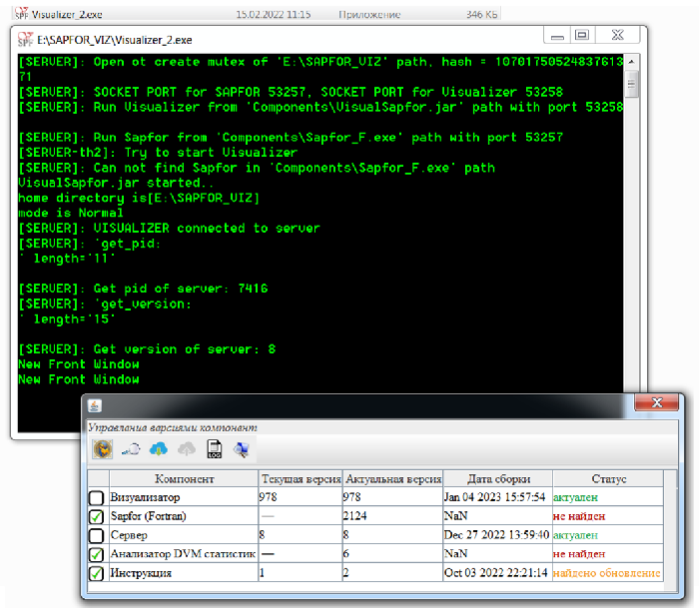 Visualizer_2.exe 15.02.2022 11:15 Приложение 346 КБ
E:\SAPFOR_VIZ\Visualizer_2.exe
[SERVER]: Open ot create mutex of 'E:\SAPFOR_VIZ' path, hash = 10701750524837613
71
[SERVER]: SOCKET PORT for SAPFOR 53257, SOCKET PORT for Visualizer 53258
[SERVER]: Run Visualizer from 'Components\VisualSapfor.jar' path with port 53258
[SERVER]: Run Sapfor from 'Components\Sapfor_F.exe' path with port 53257
[SERVER-th2]: Try to start Visualizer
[SERVER]: Can not find Sapfor in 'Components\Sapfor_F.exe' path
VisualSapfor.jar started..
home directory is[E:\SAPFOR_VIZ]
mode is Normal
[SERVER]: VISUALIZER connected to server
[SERVER]: 'get_pid:
' length='11'
[SERVER]: Get pid of server: 7416
[SERVER]: 'get_version:
' length='15'
[SERVER]: Get version of server: 8
New Front Window
New Front Window
Управления версиями компонент
LOG
Компонент Текущая версия Актуальная версия Дата сборки Статус
Визуализатор 978 978 Jan 04 2023 15:57:54 актуален
Sapfor (Fortran) — 2124 NaN не найден
Сервер 8 8 Dec 27 2022 13:59:40 актуален
Анализатор DVM статистик — 6 NaN не найден
Инструкция 1 2 Oct 03 2022 22:21:14 найдено обновление